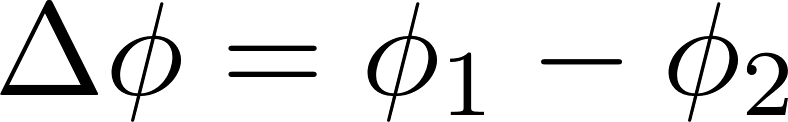 Δϕ = ϕ₁ − ϕ₂